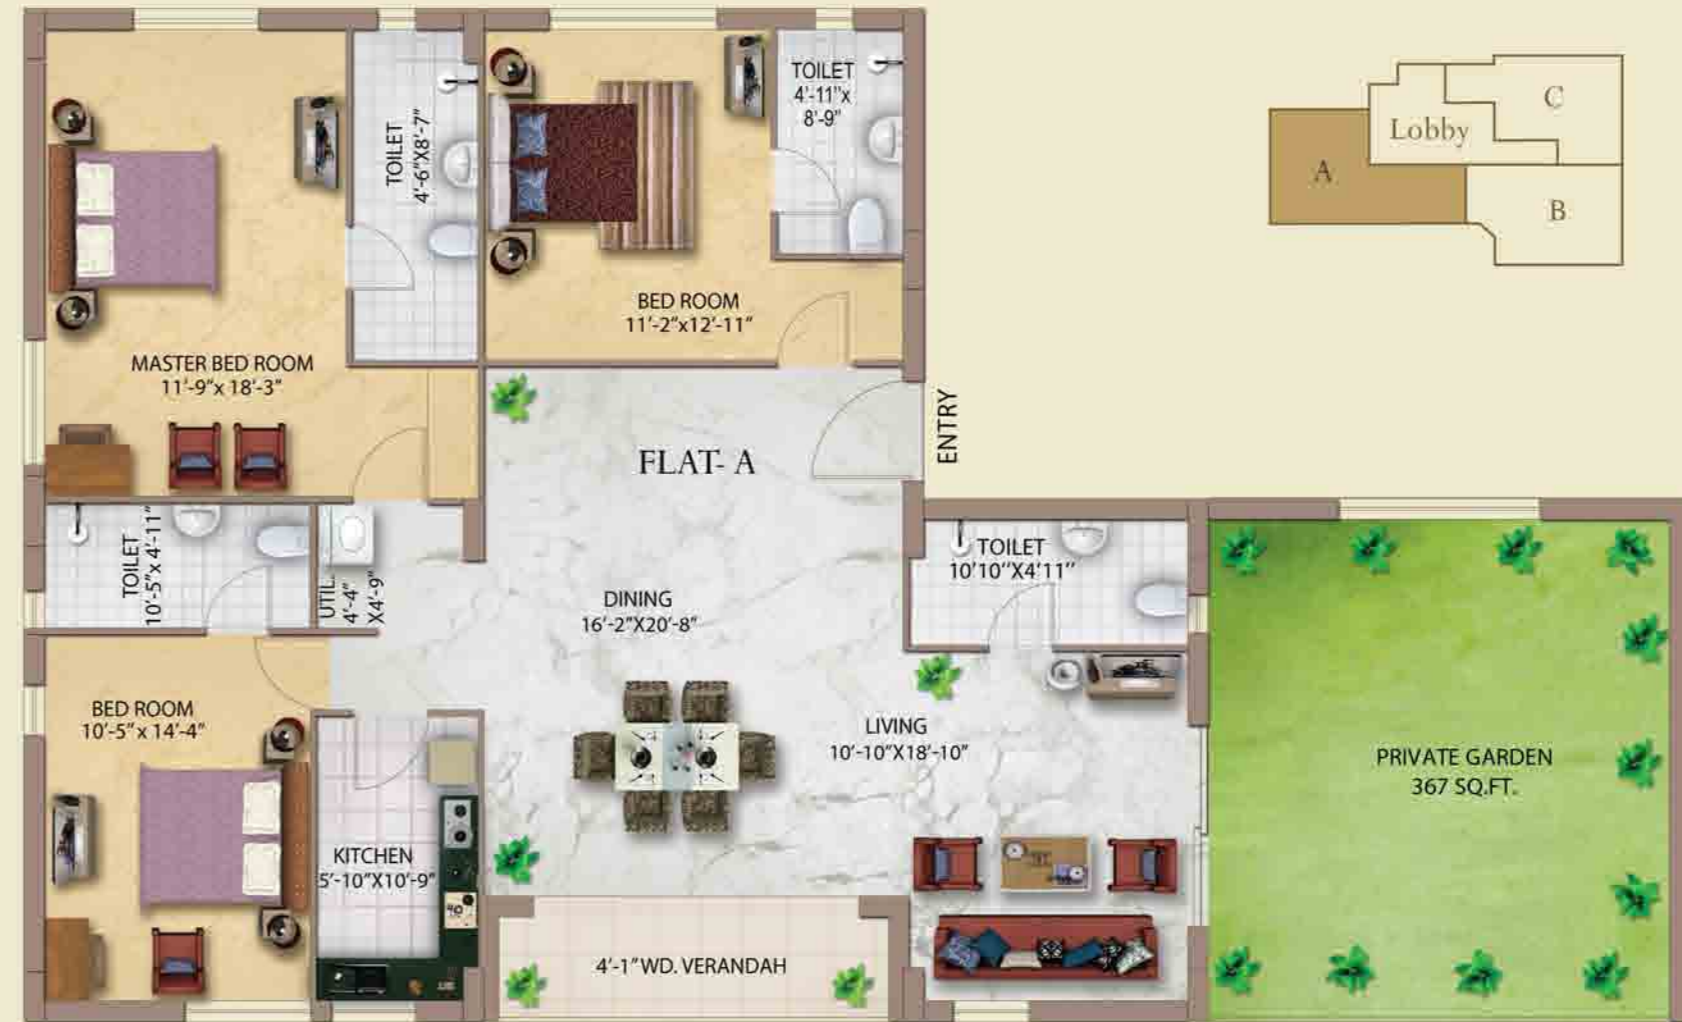 TOILET
4'-6"X8'-7"
TOILET
4'-11"x
8'-9"
C
Lobby
A
B
BED ROOM
11'-2"x12'-11"
MASTER BED ROOM
11'-9"x 18'-3"
ENTRY
FLAT- A
TOILET
10'-5"x 4'-11"
UTIL.
4'-4"
X4'-9"
TOILET
10'10''X4'11''
DINING
16'-2"X20'-8"
BED ROOM
10'-5" x 14'-4"
LIVING
10'-10"X18'-10"
PRIVATE GARDEN
367 SQ.FT.
KITCHEN
5'-10"X10'-9"
4'-1" WD. VERANDAH